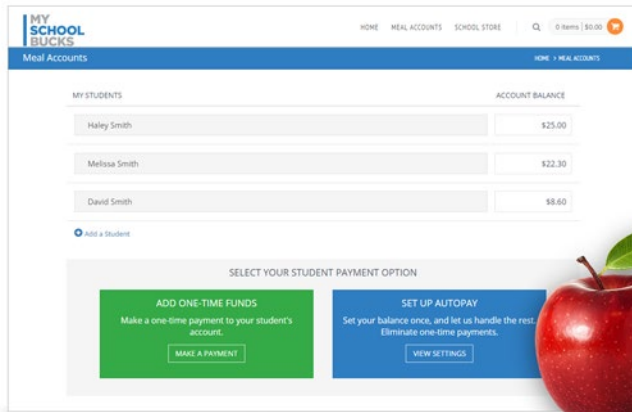 MY
SCHOOL
BUCKS
HOME MEAL ACCOUNTS SCHOOL STORE 0 items $0.00
Meal Accounts
HOME > MEAL ACCOUNTS
MY STUDENTS ACCOUNT BALANCE
Haley Smith $25.00
Melissa Smith $22.30
David Smith $8.60
Add a Student
SELECT YOUR STUDENT PAYMENT OPTION
ADD ONE-TIME FUNDS
Make a one-time payment to your student's
account.
MAKE A PAYMENT
SET UP AUTOPAY
Set your balance once, and let us handle the rest.
Eliminate one-time payments.
VIEW SETTINGS